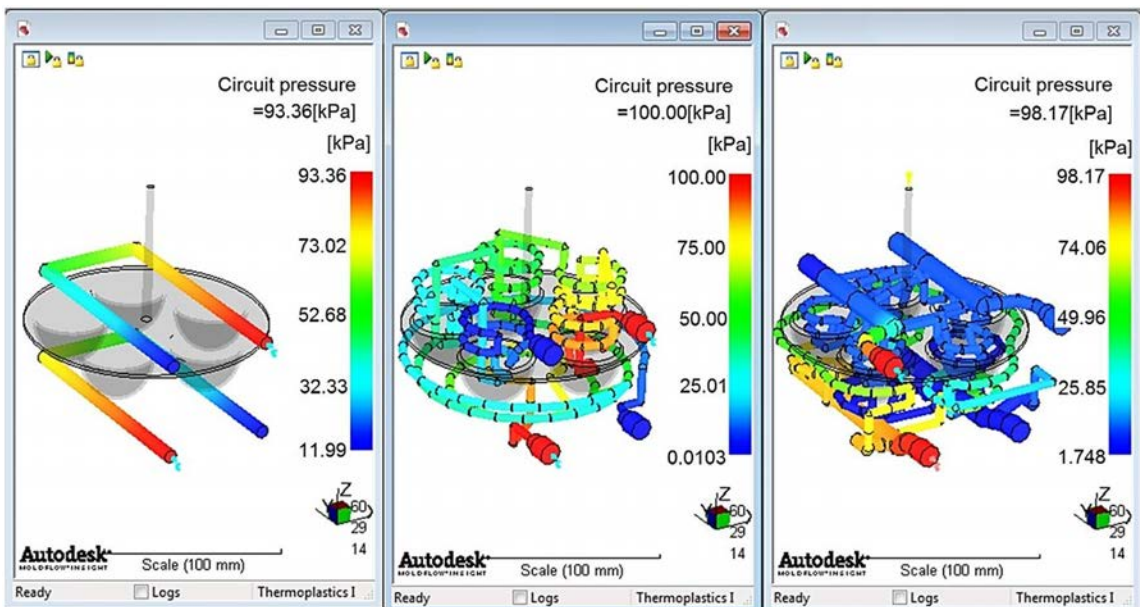 Circuit pressure
=93.36[kPa]
[kPa]
93.36
73.02
52.68
32.33
11.99
Z
60
29
14
Autodesk
MOLDFLOW INSIGHT
Scale (100 mm)
Ready Logs Thermoplastics I
Circuit pressure
=100.00[kPa]
[kPa]
100.00
75.00
50.00
25.01
0.0103
Z
60
29
14
Autodesk
MOLDFLOW INSIGHT
Scale (100 mm)
Ready Logs Thermoplastics I
Circuit pressure
=98.17[kPa]
[kPa]
98.17
74.06
49.96
25.85
1.748
Z
60
29
14
Autodesk
MOLDFLOW INSIGHT
Scale (100 mm)
Ready Logs Thermoplastics I